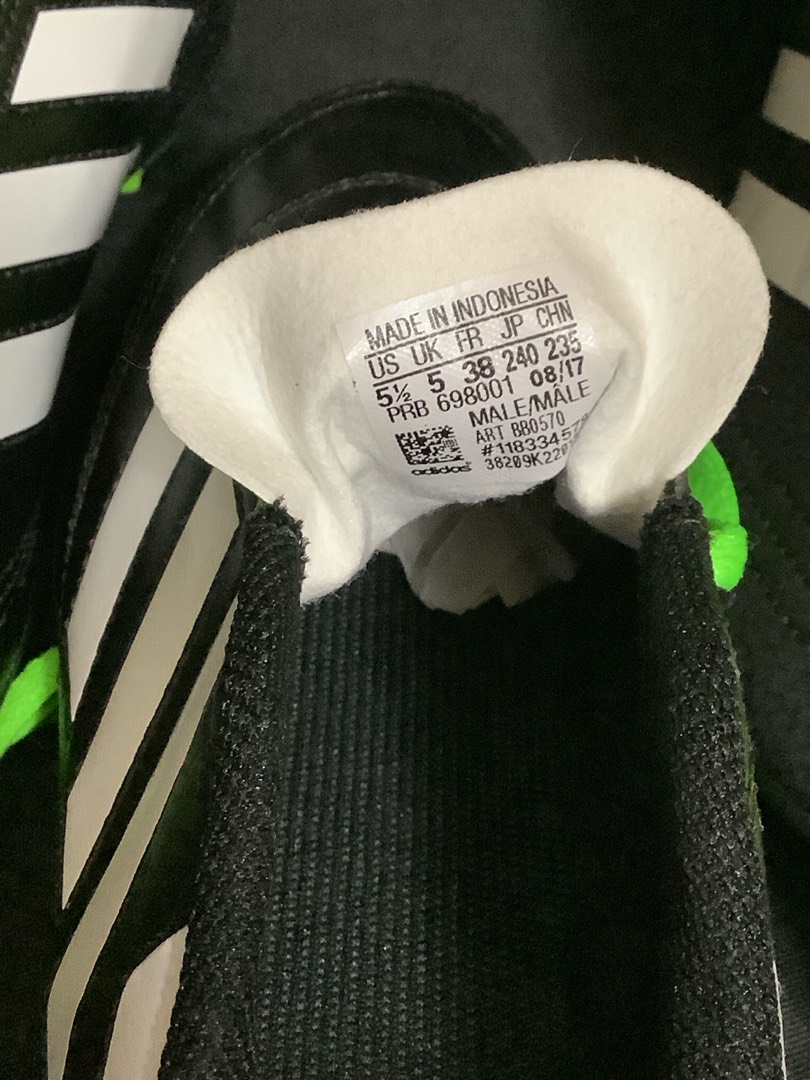 MADE IN INDONESIA
US UK FR JP CHN
5½ 5 38 240 235
PRB 698001 08/17
MALE/MÂLE
ART BB0570
adidas